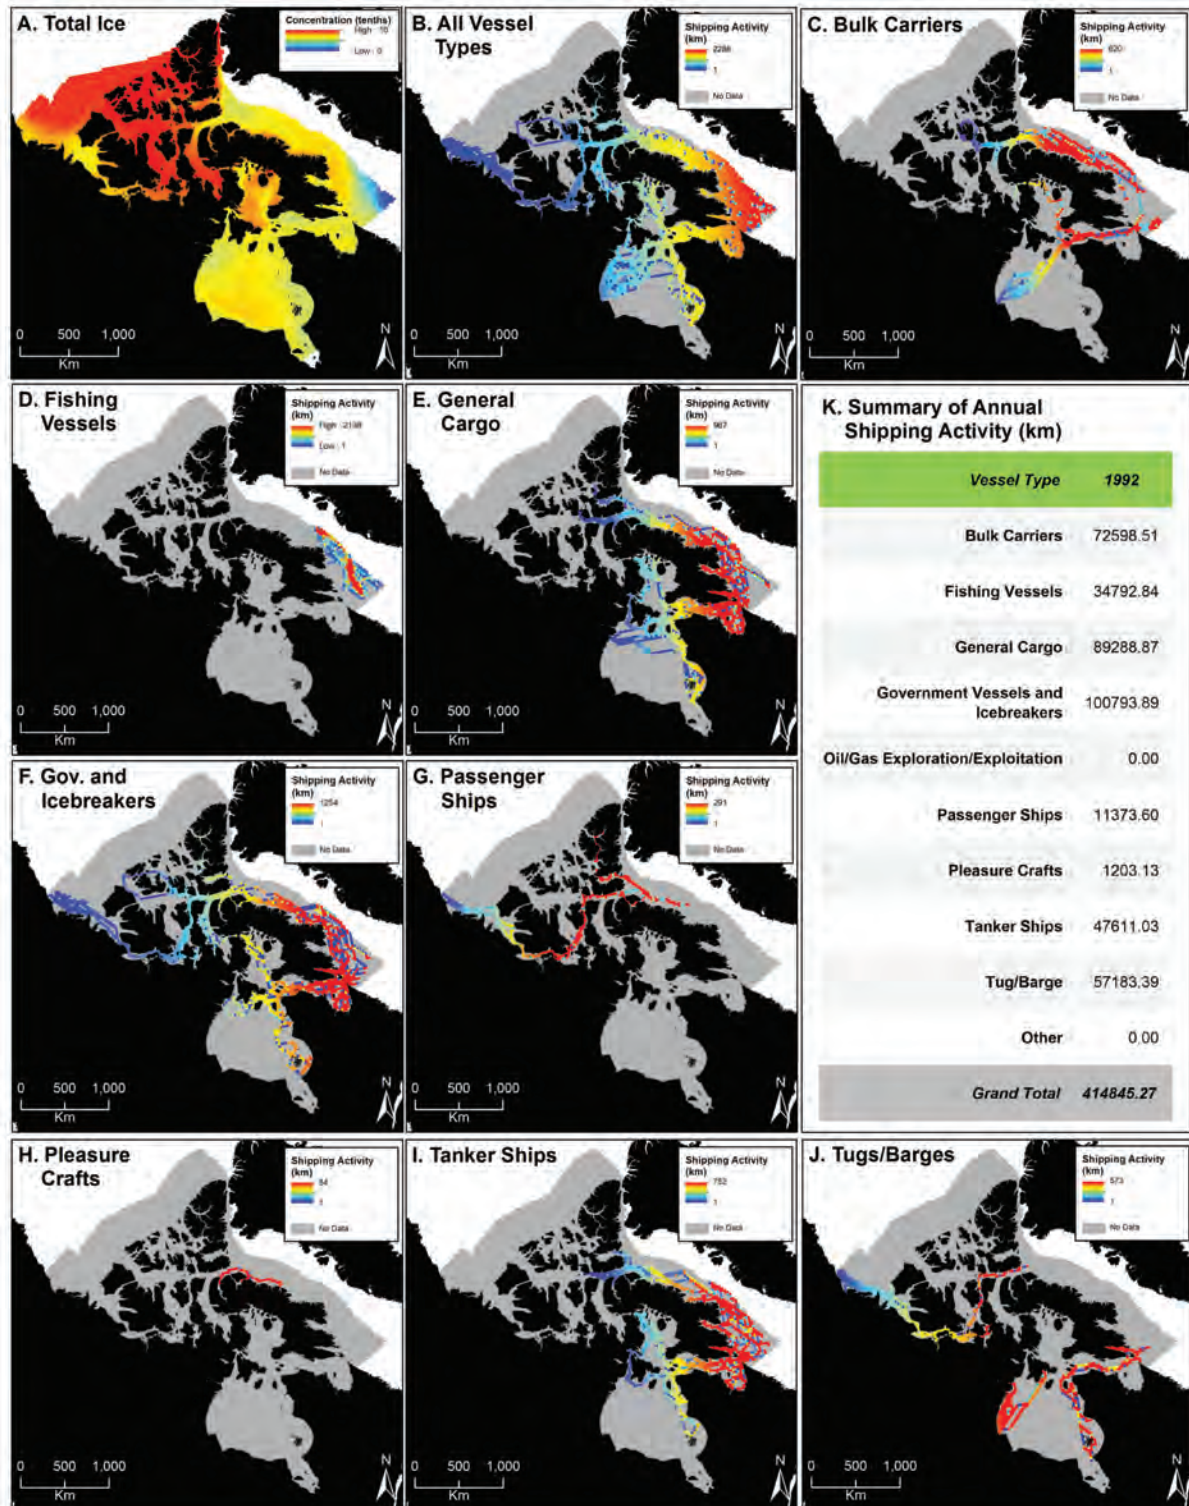 A. Total Ice
Concentration (tenths)
High : 10
Low : 0
0 500 1,000
Km
N
B. All Vessel
Types
Shipping Activity
(km)
2286
1
No Data
0 500 1,000
Km
N
C. Bulk Carriers
Shipping Activity
(km)
620
1
No Data
0 500 1,000
Km
N
D. Fishing
Vessels
Shipping Activity
(km)
Low : 1
No Data
0 500 1,000
Km
N
E. General
Cargo
Shipping Activity
(km)
967
1
No Data
0 500 1,000
Km
N
K. Summary of Annual
Shipping Activity (km)
Vessel Type 1992
Bulk Carriers 72598.51
Fishing Vessels 34792.84
General Cargo 89288.87
Government Vessels and
Icebreakers 100793.89
Oil/Gas Exploration/Exploitation 0.00
Passenger Ships 11373.60
Pleasure Crafts 1203.13
Tanker Ships 47611.03
Tug/Barge 57183.39
Other 0.00
Grand Total 414845.27
F. Gov. and
Icebreakers
Shipping Activity
(km)
1254
1
No Data
0 500 1,000
Km
N
G. Passenger
Ships
Shipping Activity
(km)
291
1
No Data
0 500 1,000
Km
N
H. Pleasure
Crafts
Shipping Activity
(km)
1
No Data
0 500 1,000
Km
N
I. Tanker Ships
Shipping Activity
(km)
752
1
No Data
0 500 1,000
Km
N
J. Tugs/Barges
Shipping Activity
(km)
573
1
No Data
0 500 1,000
Km
N